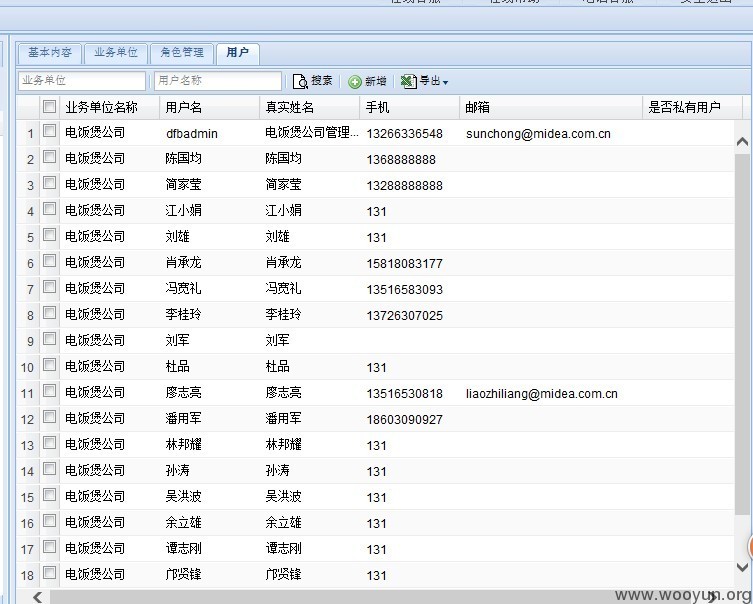 基本内容 业务单位 角色管理 用户
业务单位 用户名称 搜索 新增 导出
业务单位名称 用户名 真实姓名 手机 邮箱 是否私有用户
1 电饭煲公司 dfbadmin 电饭煲公司管理... 13266336548 sunchong@midea.com.cn
2 电饭煲公司 陈国均 陈国均 1368888888
3 电饭煲公司 简家莹 简家莹 13288888888
4 电饭煲公司 江小娟 江小娟 131
5 电饭煲公司 刘雄 刘雄 131
6 电饭煲公司 肖承龙 肖承龙 15818083177
7 电饭煲公司 冯宽礼 冯宽礼 13516583093
8 电饭煲公司 李桂玲 李桂玲 13726307025
9 电饭煲公司 刘军 刘军
10 电饭煲公司 杜品 杜品 131
11 电饭煲公司 廖志亮 廖志亮 13516530818 liaozhiliang@midea.com.cn
12 电饭煲公司 潘用军 潘用军 18603090927
13 电饭煲公司 林邦耀 林邦耀 131
14 电饭煲公司 孙涛 孙涛 131
15 电饭煲公司 吴洪波 吴洪波 131
16 电饭煲公司 余立雄 余立雄 131
17 电饭煲公司 谭志刚 谭志刚 131
18 电饭煲公司 邝贤锋 邝贤锋 131
www.wooyun.org